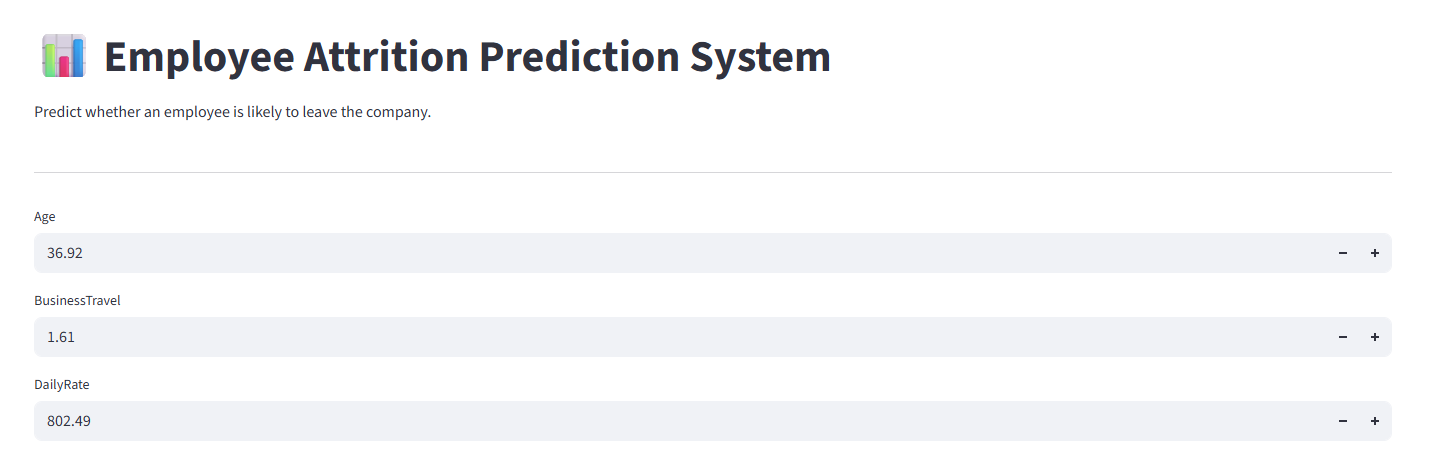 Employee Attrition Prediction System
Predict whether an employee is likely to leave the company.
Age
36.92
BusinessTravel
1.61
DailyRate
802.49